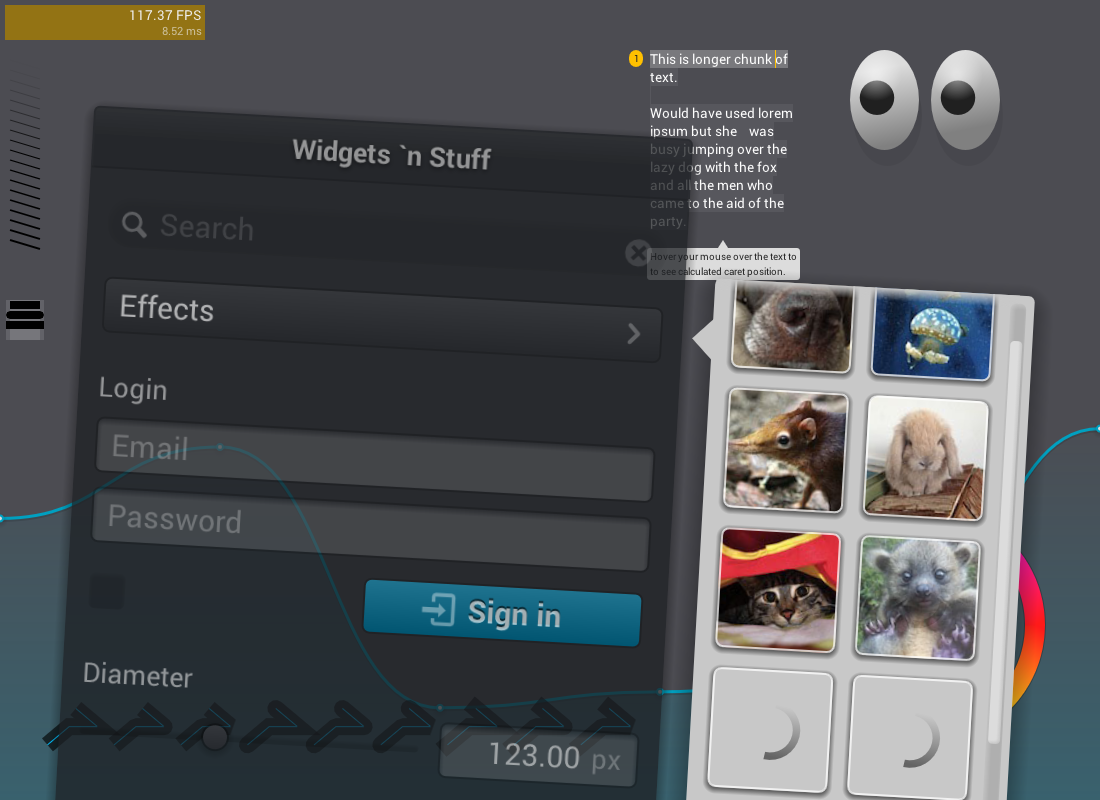 117.37 FPS
8.52 ms
1
This is longer chunk of
text.
Would have used lorem
ipsum but she   was
busy jumping over the
lazy dog with the fox
and all the men who
came to the aid of the
party.
Hover your mouse over the text to
to see calculated caret position.
Widgets `n Stuff
Search
Effects
Login
Email
Password
Sign in
Diameter
123.00 px